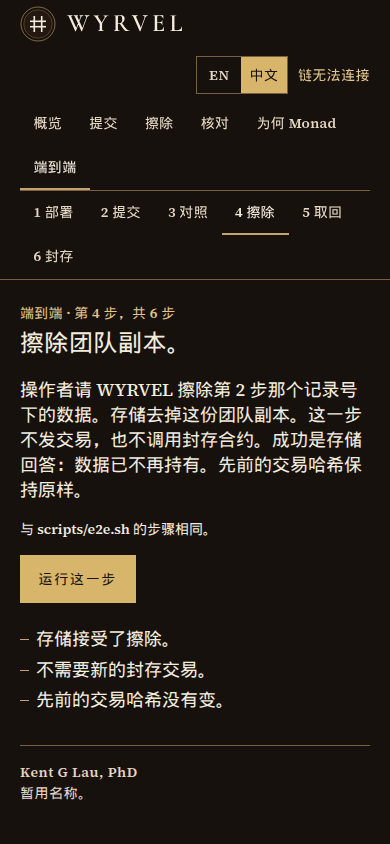 WYRVEL
EN 中文 链无法连接
概览 提交 擦除 核对 为何 Monad
端到端
1 部署 2 提交 3 对照 4 擦除 5 取回
6 封存
端到端 · 第 4 步，共 6 步
擦除团队副本。
操作者请 WYRVEL 擦除第 2 步那个记录号
下的数据。存储去掉这份团队副本。这一步
不发交易，也不调用封存合约。成功是存储
回答：数据已不再持有。先前的交易哈希保
持原样。
与 scripts/e2e.sh 的步骤相同。
运行这一步
– 存储接受了擦除。
– 不需要新的封存交易。
– 先前的交易哈希没有变。
Kent G Lau, PhD
暂用名称。